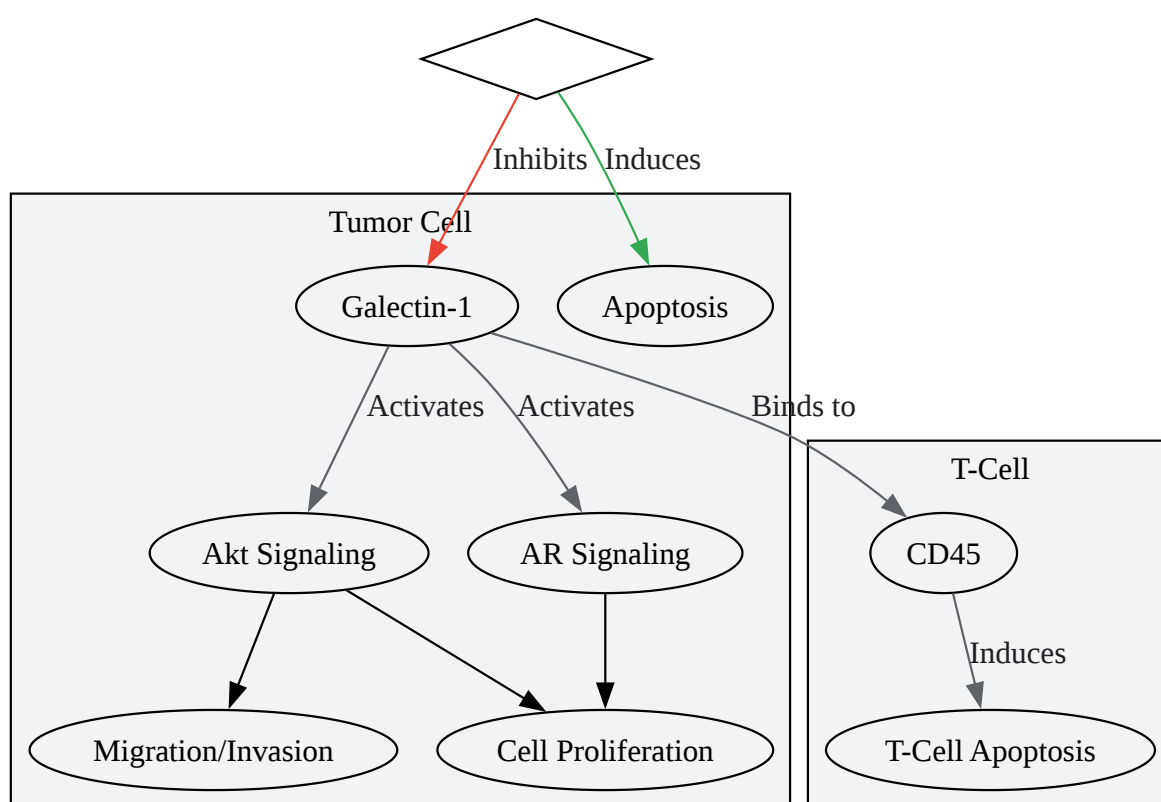 Inhibits
Induces
Tumor Cell
Galectin-1
Apoptosis
Activates
Activates
Binds to
T-Cell
Akt Signaling
AR Signaling
CD45
Induces
Migration/Invasion
Cell Proliferation
T-Cell Apoptosis